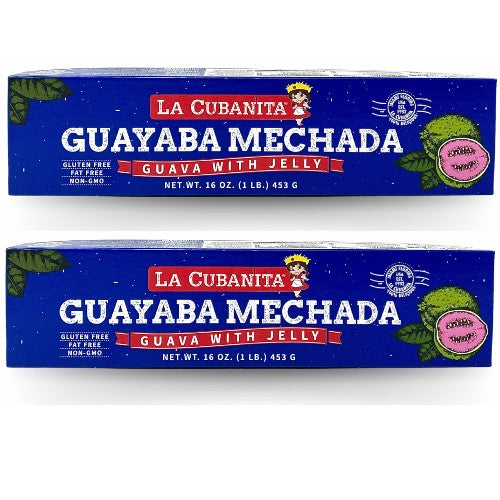 LA CUBANITA™
GUAYABA MECHADA
GUAVA WITH JELLY
GLUTEN FREE
FAT FREE
NON-GMO
NET. WT. 16 OZ. (1 LB.) 453 G
LA CUBANITA™
GUAYABA MECHADA
GUAVA WITH JELLY
GLUTEN FREE
FAT FREE
NON-GMO
NET. WT. 16 OZ. (1 LB.) 453 G